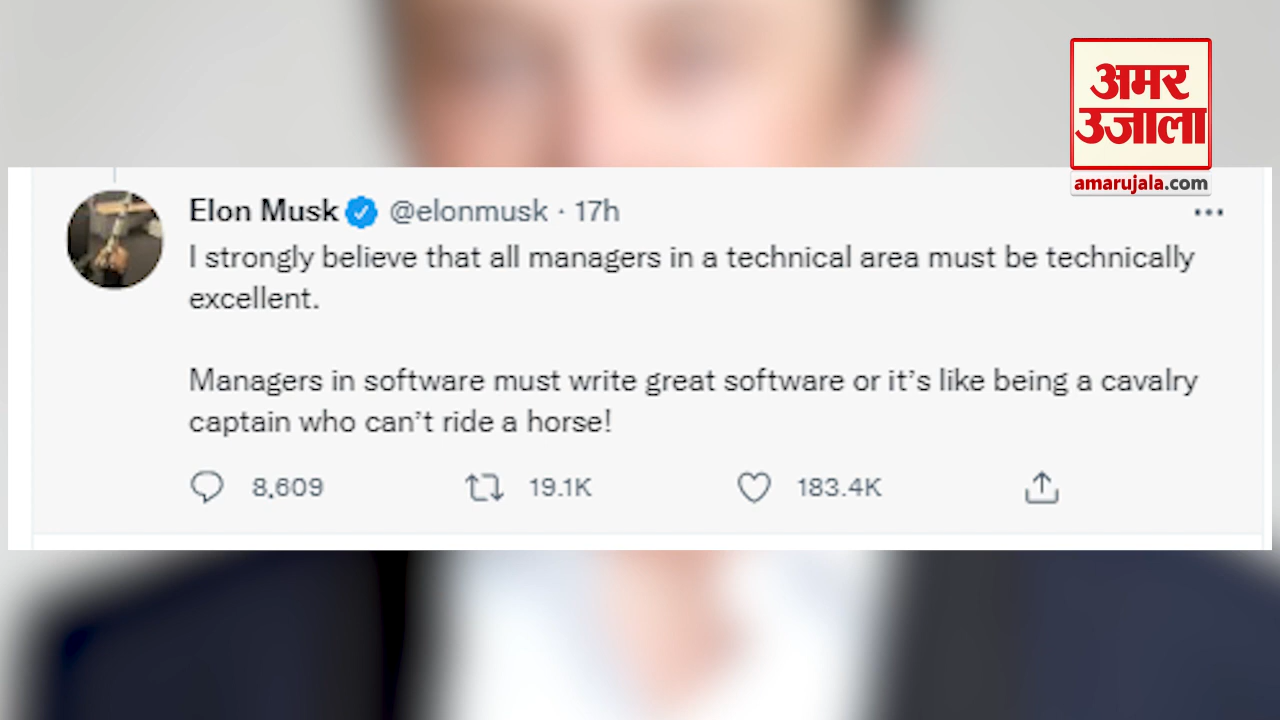 अमर
उजाला
amarujala.com
Elon Musk @elonmusk · 17h
I strongly believe that all managers in a technical area must be technically
excellent.
Managers in software must write great software or it's like being a cavalry
captain who can't ride a horse!
8,609 19.1K 183.4K